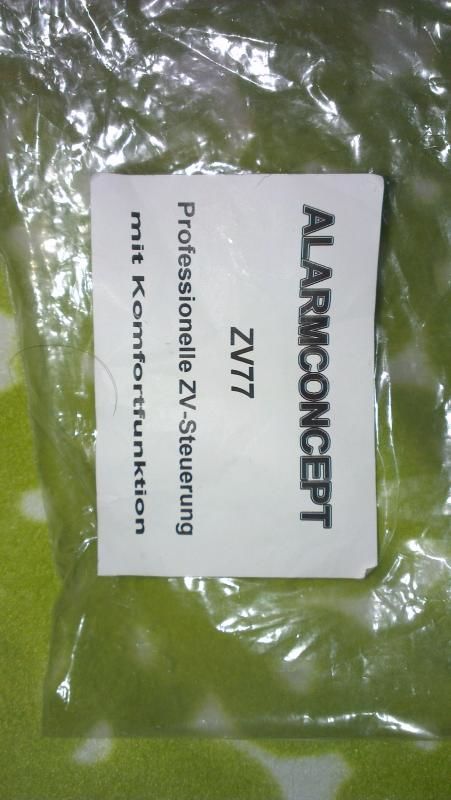 ALARMCONCEPT
ZV77
Professionelle ZV-Steuerung
mit Komfortfunktion